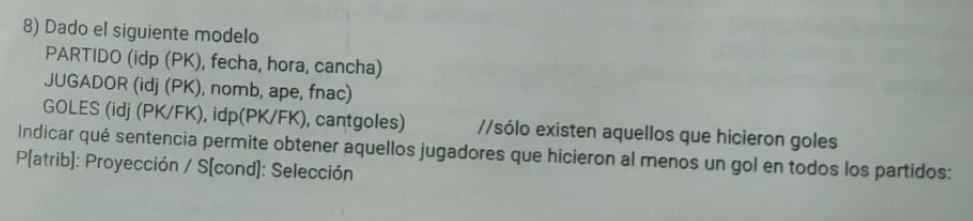 8) Dado el siguiente modelo
PARTIDO (idp (PK), fecha, hora, cancha)
JUGADOR (idj (PK), nomb, ape, fnac)
GOLES (idj (PK/FK), idp(PK/FK), cantgoles) //sólo existen aquellos que hicieron goles
Indicar qué sentencia permite obtener aquellos jugadores que hicieron al menos un gol en todos los partidos:
P[atrib]: Proyección / S[cond]: Selección